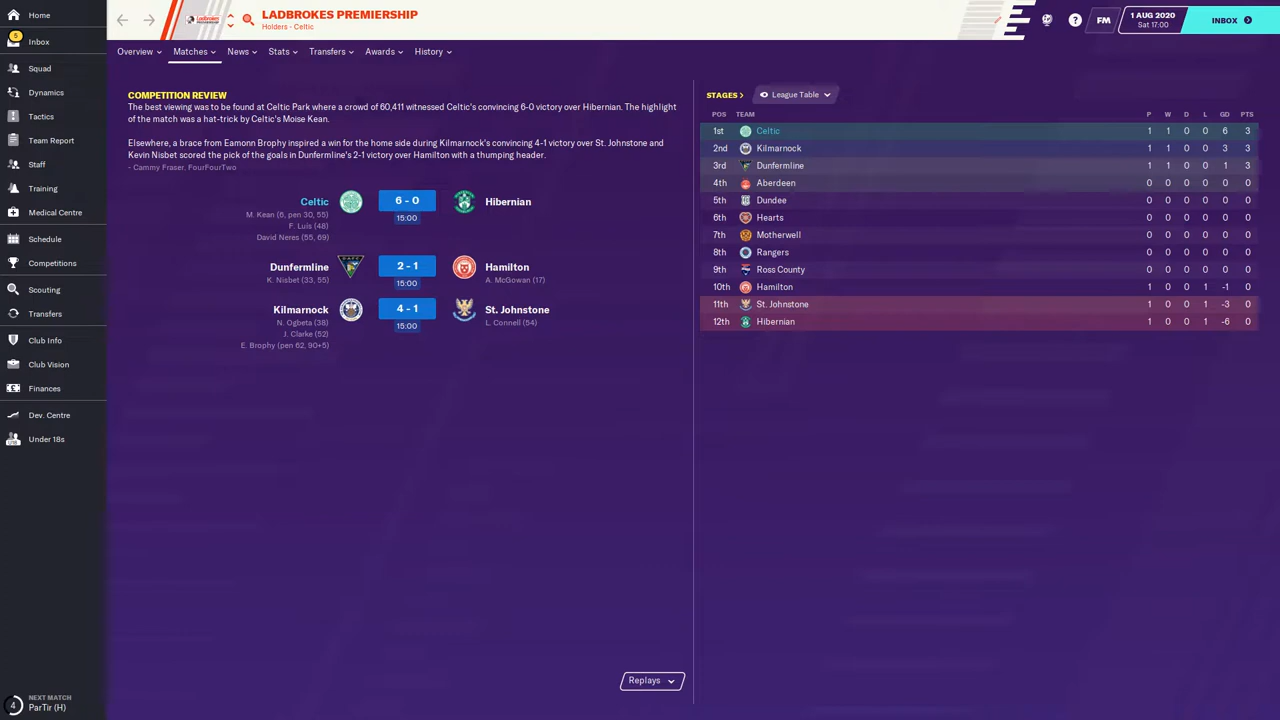 Home
5
Inbox
Squad
Dynamics
Tactics
Team Report
Staff
Training
Medical Centre
Schedule
Competitions
Scouting
Transfers
Club Info
Club Vision
Finances
Dev. Centre
Under 18s
4
NEXT MATCH
ParTir (H)
LADBROKES PREMIERSHIP
Holders - Celtic
FM
1 AUG 2020
Sat 17:00
INBOX
Overview Matches News Stats Transfers Awards History
COMPETITION REVIEW
The best viewing was to be found at Celtic Park where a crowd of 60,411 witnessed Celtic's convincing 6-0 victory over Hibernian. The highlight
of the match was a hat-trick by Celtic's Moise Kean.
Elsewhere, a brace from Eamonn Brophy inspired a win for the home side during Kilmarnock's convincing 4-1 victory over St. Johnstone and
Kevin Nisbet scored the pick of the goals in Dunfermline's 2-1 victory over Hamilton with a thumping header.
- Cammy Fraser, FourFourTwo
Celtic 6 - 0 Hibernian
M. Kean (6, pen 30, 55) 15:00
F. Luís (48)
David Neres (55, 69)
Dunfermline 2 - 1 Hamilton
K. Nisbet (33, 55) 15:00 A. McGowan (17)
Kilmarnock 4 - 1 St. Johnstone
N. Ogbeta (38) 15:00 L. Connell (54)
J. Clarke (52)
E. Brophy (pen 62, 90+5)
Replays
STAGES > League Table
POS TEAM P W D L GD PTS
1st Celtic 1 1 0 0 6 3
2nd Kilmarnock 1 1 0 0 3 3
3rd Dunfermline 1 1 0 0 1 3
4th Aberdeen 0 0 0 0 0 0
5th Dundee 0 0 0 0 0 0
6th Hearts 0 0 0 0 0 0
7th Motherwell 0 0 0 0 0 0
8th Rangers 0 0 0 0 0 0
9th Ross County 0 0 0 0 0 0
10th Hamilton 1 0 0 1 -1 0
11th St. Johnstone 1 0 0 1 -3 0
12th Hibernian 1 0 0 1 -6 0